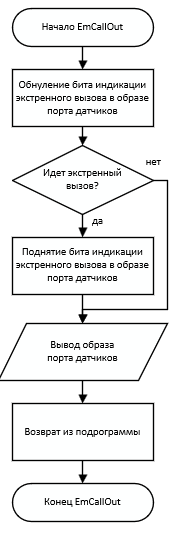 Начало EmCallOut
Обнуление бита индикации
экстренного вызова в образе
порта датчиков
нет
Идет экстренный
вызов?
да
Поднятие бита индикации
экстренного вызова в образе
порта датчиков
Вывод образа
порта датчиков
Возврат из подрограммы
Конец EmCallOut